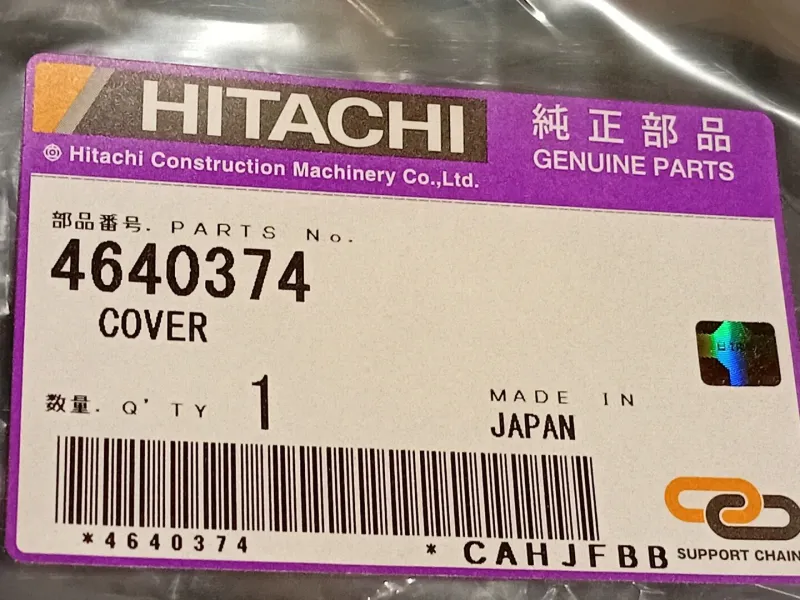 HITACHI
Hitachi Construction Machinery Co.,Ltd.
純正部品
GENUINE PARTS
部品番号. PARTS No.
4640374
COVER
数量. Q'TY 1
MADE IN
JAPAN
*4640374 * CAHJFBB
SUPPORT CHAIN